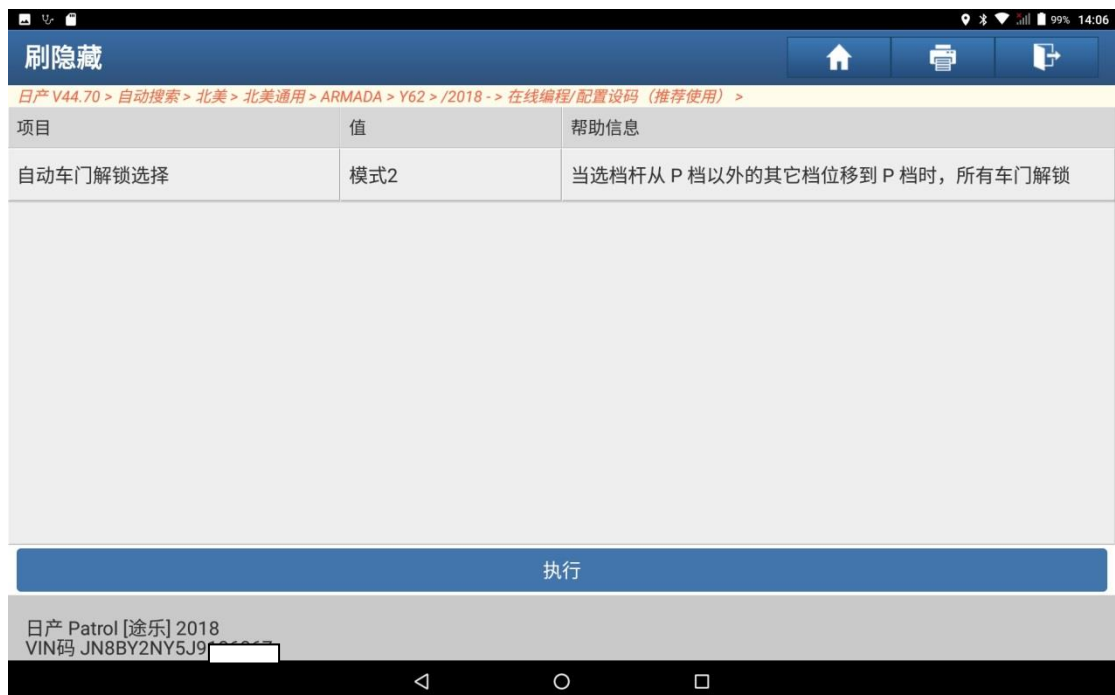 99% 14:06
刷隐藏
日产 V44.70 > 自动搜索 > 北美 > 北美通用 > ARMADA > Y62 > /2018 - > 在线编程/配置设码（推荐使用） >
项目 值 帮助信息
自动车门解锁选择 模式2 当选档杆从 P 档以外的其它档位移到 P 档时，所有车门解锁
执行
日产 Patrol [途乐] 2018
VIN码 JN8BY2NY5J9